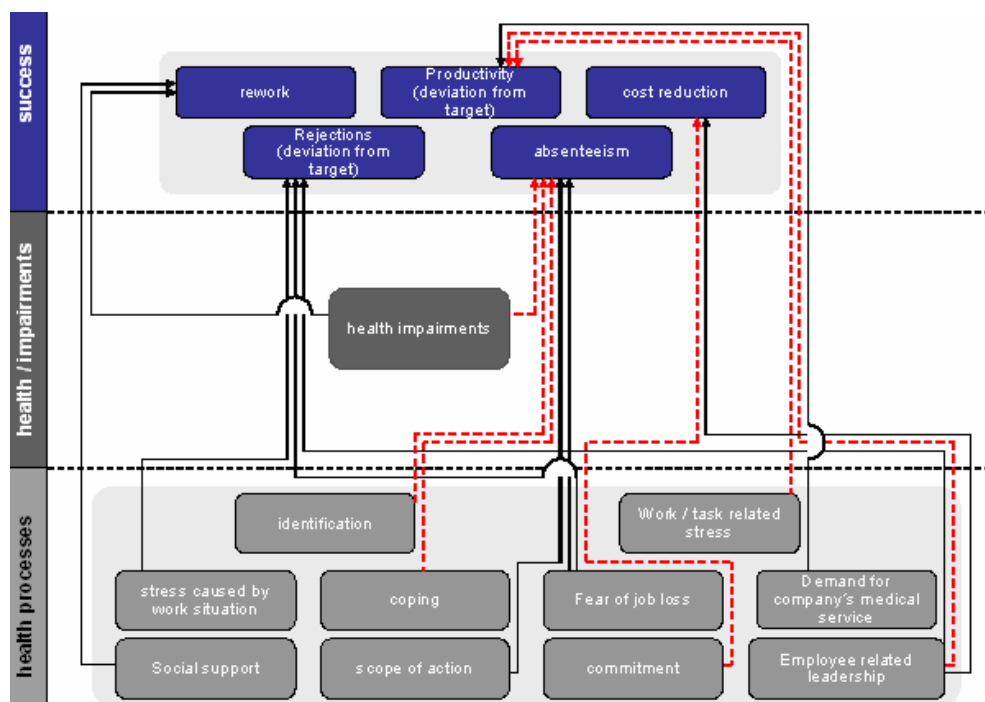 success
rework
Productivity
(deviation from
target)
cost reduction
Rejections
(deviation from
target)
absenteeism
health / impairments
health impairments
health processes
identification
Work / task related
stress
stress caused by
work situation
coping
Fear of job loss
Demand for
company's medical
service
Social support
scope of action
commitment
Employee related
leadership